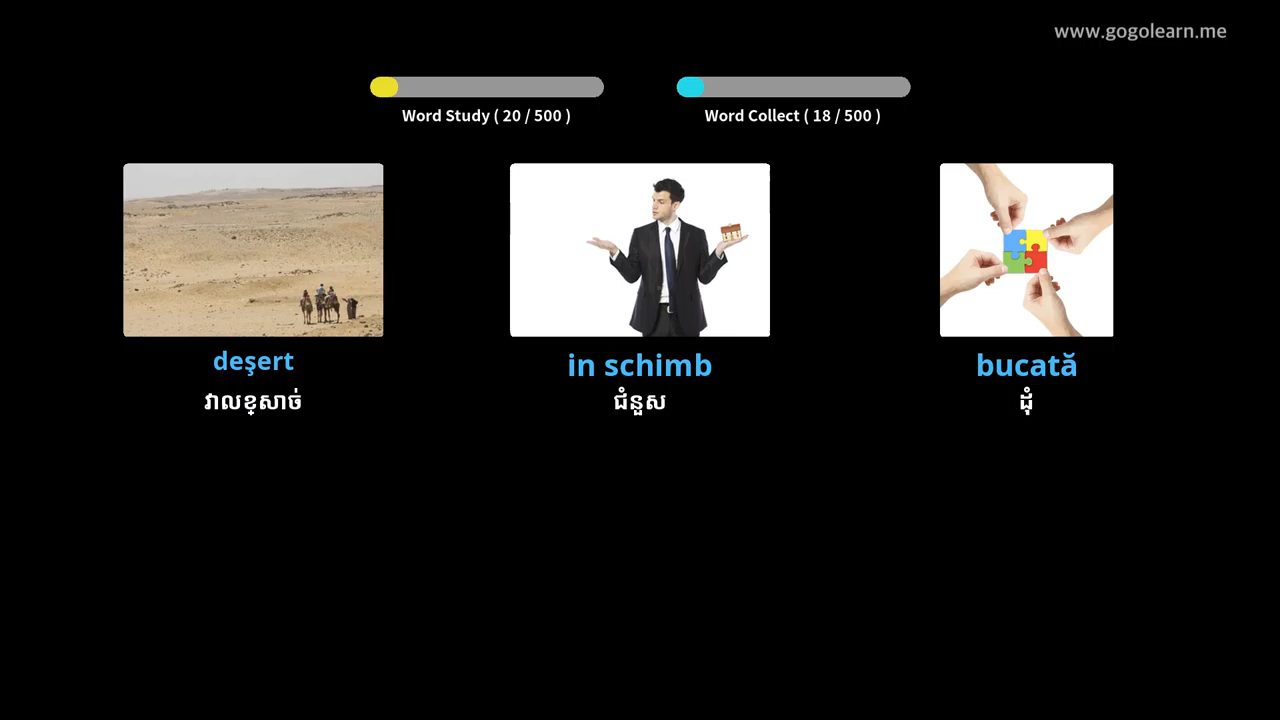 www.gogolearn.me
Word Study ( 20 / 500 )
Word Collect ( 18 / 500 )
deşert
in schimb
bucată
វាលខ្សាច់
ជំនួស
ដុំ